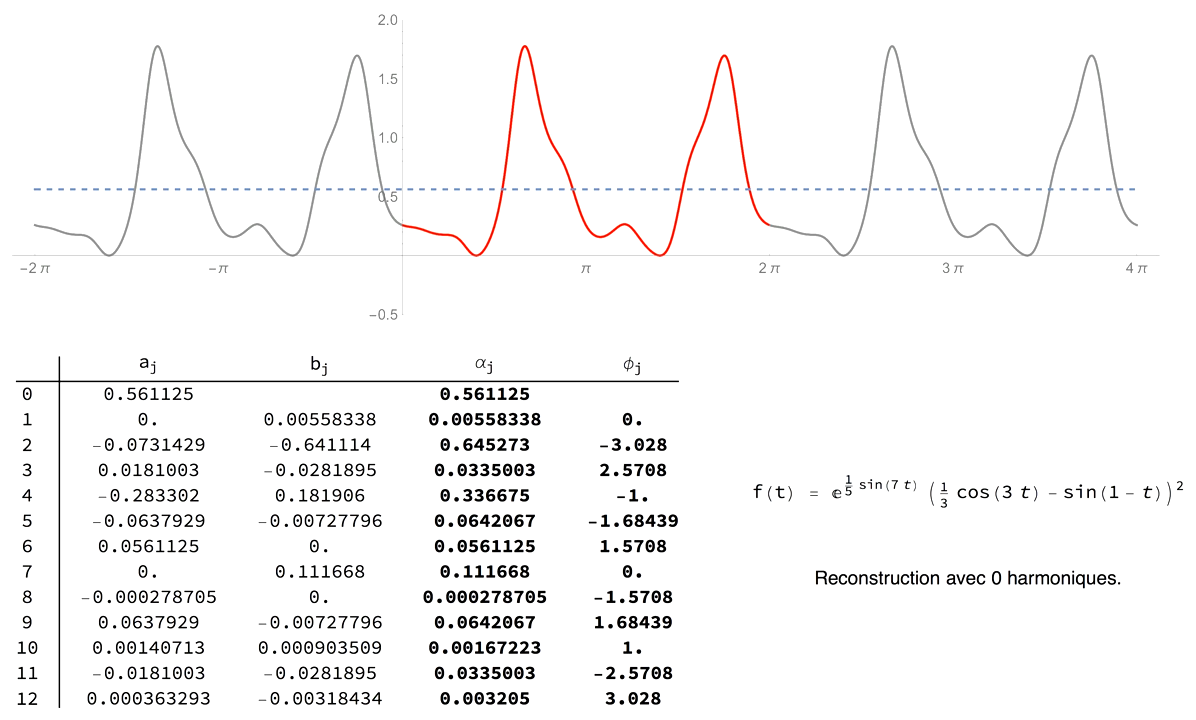 2.0
1.5
1.0
0.5
−2 π −π π 2 π 3 π 4 π
−0.5
a_j b_j α_j ϕ_j
0 0.561125 0.561125
1 0. 0.00558338 0.00558338 0.
2 −0.0731429 −0.641114 0.645273 −3.028
3 0.0181003 −0.0281895 0.0335003 2.5708
4 −0.283302 0.181906 0.336675 −1.
5 −0.0637929 −0.00727796 0.0642067 −1.68439
6 0.0561125 0. 0.0561125 1.5708
7 0. 0.111668 0.111668 0.
8 −0.000278705 0. 0.000278705 −1.5708
9 0.0637929 −0.00727796 0.0642067 1.68439
10 0.00140713 0.000903509 0.00167223 1.
11 −0.0181003 −0.0281895 0.0335003 −2.5708
12 0.000363293 −0.00318434 0.003205 3.028
f(t) = ⅇ^(1/5 sin(7 t)) (1/3 cos(3 t) − sin(1 − t))²
Reconstruction avec 0 harmoniques.